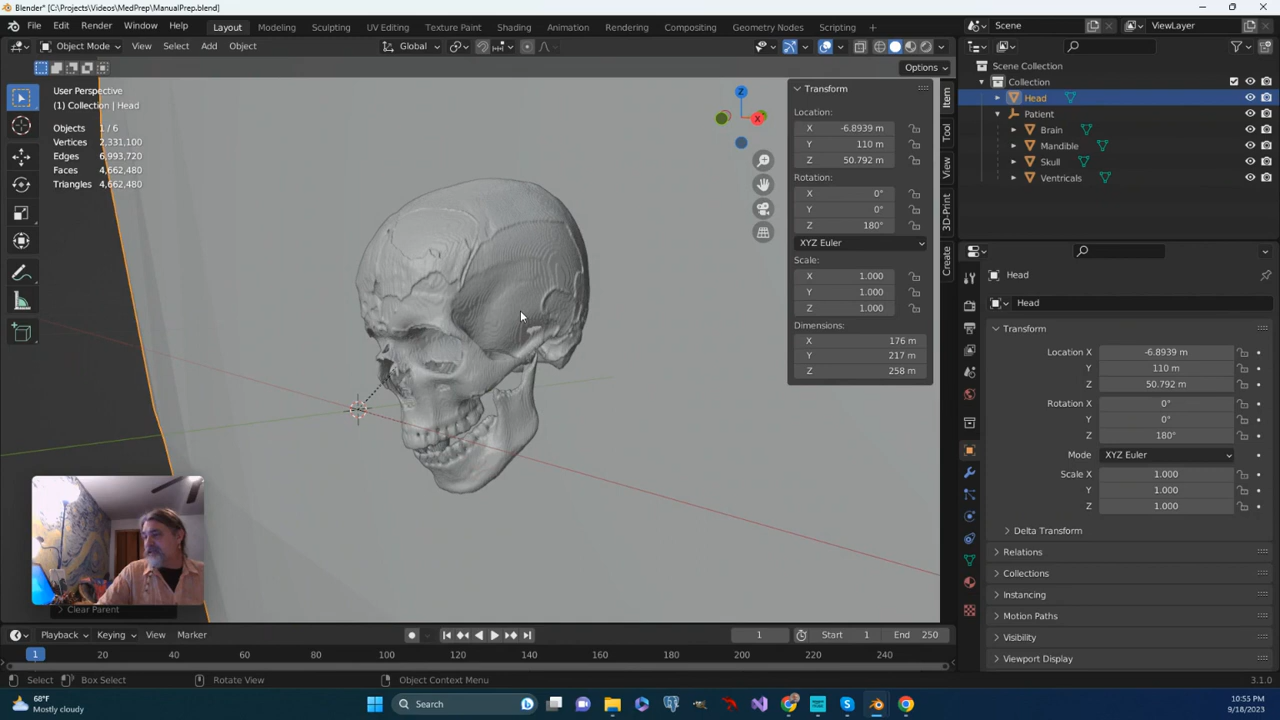 Blender* [C:\Projects\Videos\MedPrep\ManualPrep.blend]
File Edit Render Window Help Layout Modeling Sculpting UV Editing Texture Paint Shading Animation Rendering Compositing Geometry Nodes Scripting + Scene ViewLayer
Object Mode View Select Add Object Global
Options
User Perspective
(1) Collection | Head
Objects 1 / 6
Vertices 2,331,100
Edges 6,993,720
Faces 4,662,480
Triangles 4,662,480
Z
X
Transform
Location:
X -6.8939 m
Y 110 m
Z 50.792 m
Rotation:
X 0°
Y 0°
Z 180°
XYZ Euler
Scale:
X 1.000
Y 1.000
Z 1.000
Dimensions:
X 176 m
Y 217 m
Z 258 m
Item
Tool
View
3D-Print
Create
Scene Collection
Collection
Head
Patient
Brain
Mandible
Skull
Ventricals
Head
Head
Transform
Location X -6.8939 m
Y 110 m
Z 50.792 m
Rotation X 0°
Y 0°
Z 180°
Mode XYZ Euler
Scale X 1.000
Y 1.000
Z 1.000
Delta Transform
Relations
Collections
Instancing
Motion Paths
Visibility
Viewport Display
Clear Parent
Playback Keying View Marker 1 Start 1 End 250
1 20 40 60 80 100 120 140 160 180 200 220 240
Select Box Select Rotate View Object Context Menu 3.1.0
68°F
Mostly cloudy
Search
10:55 PM
9/18/2023